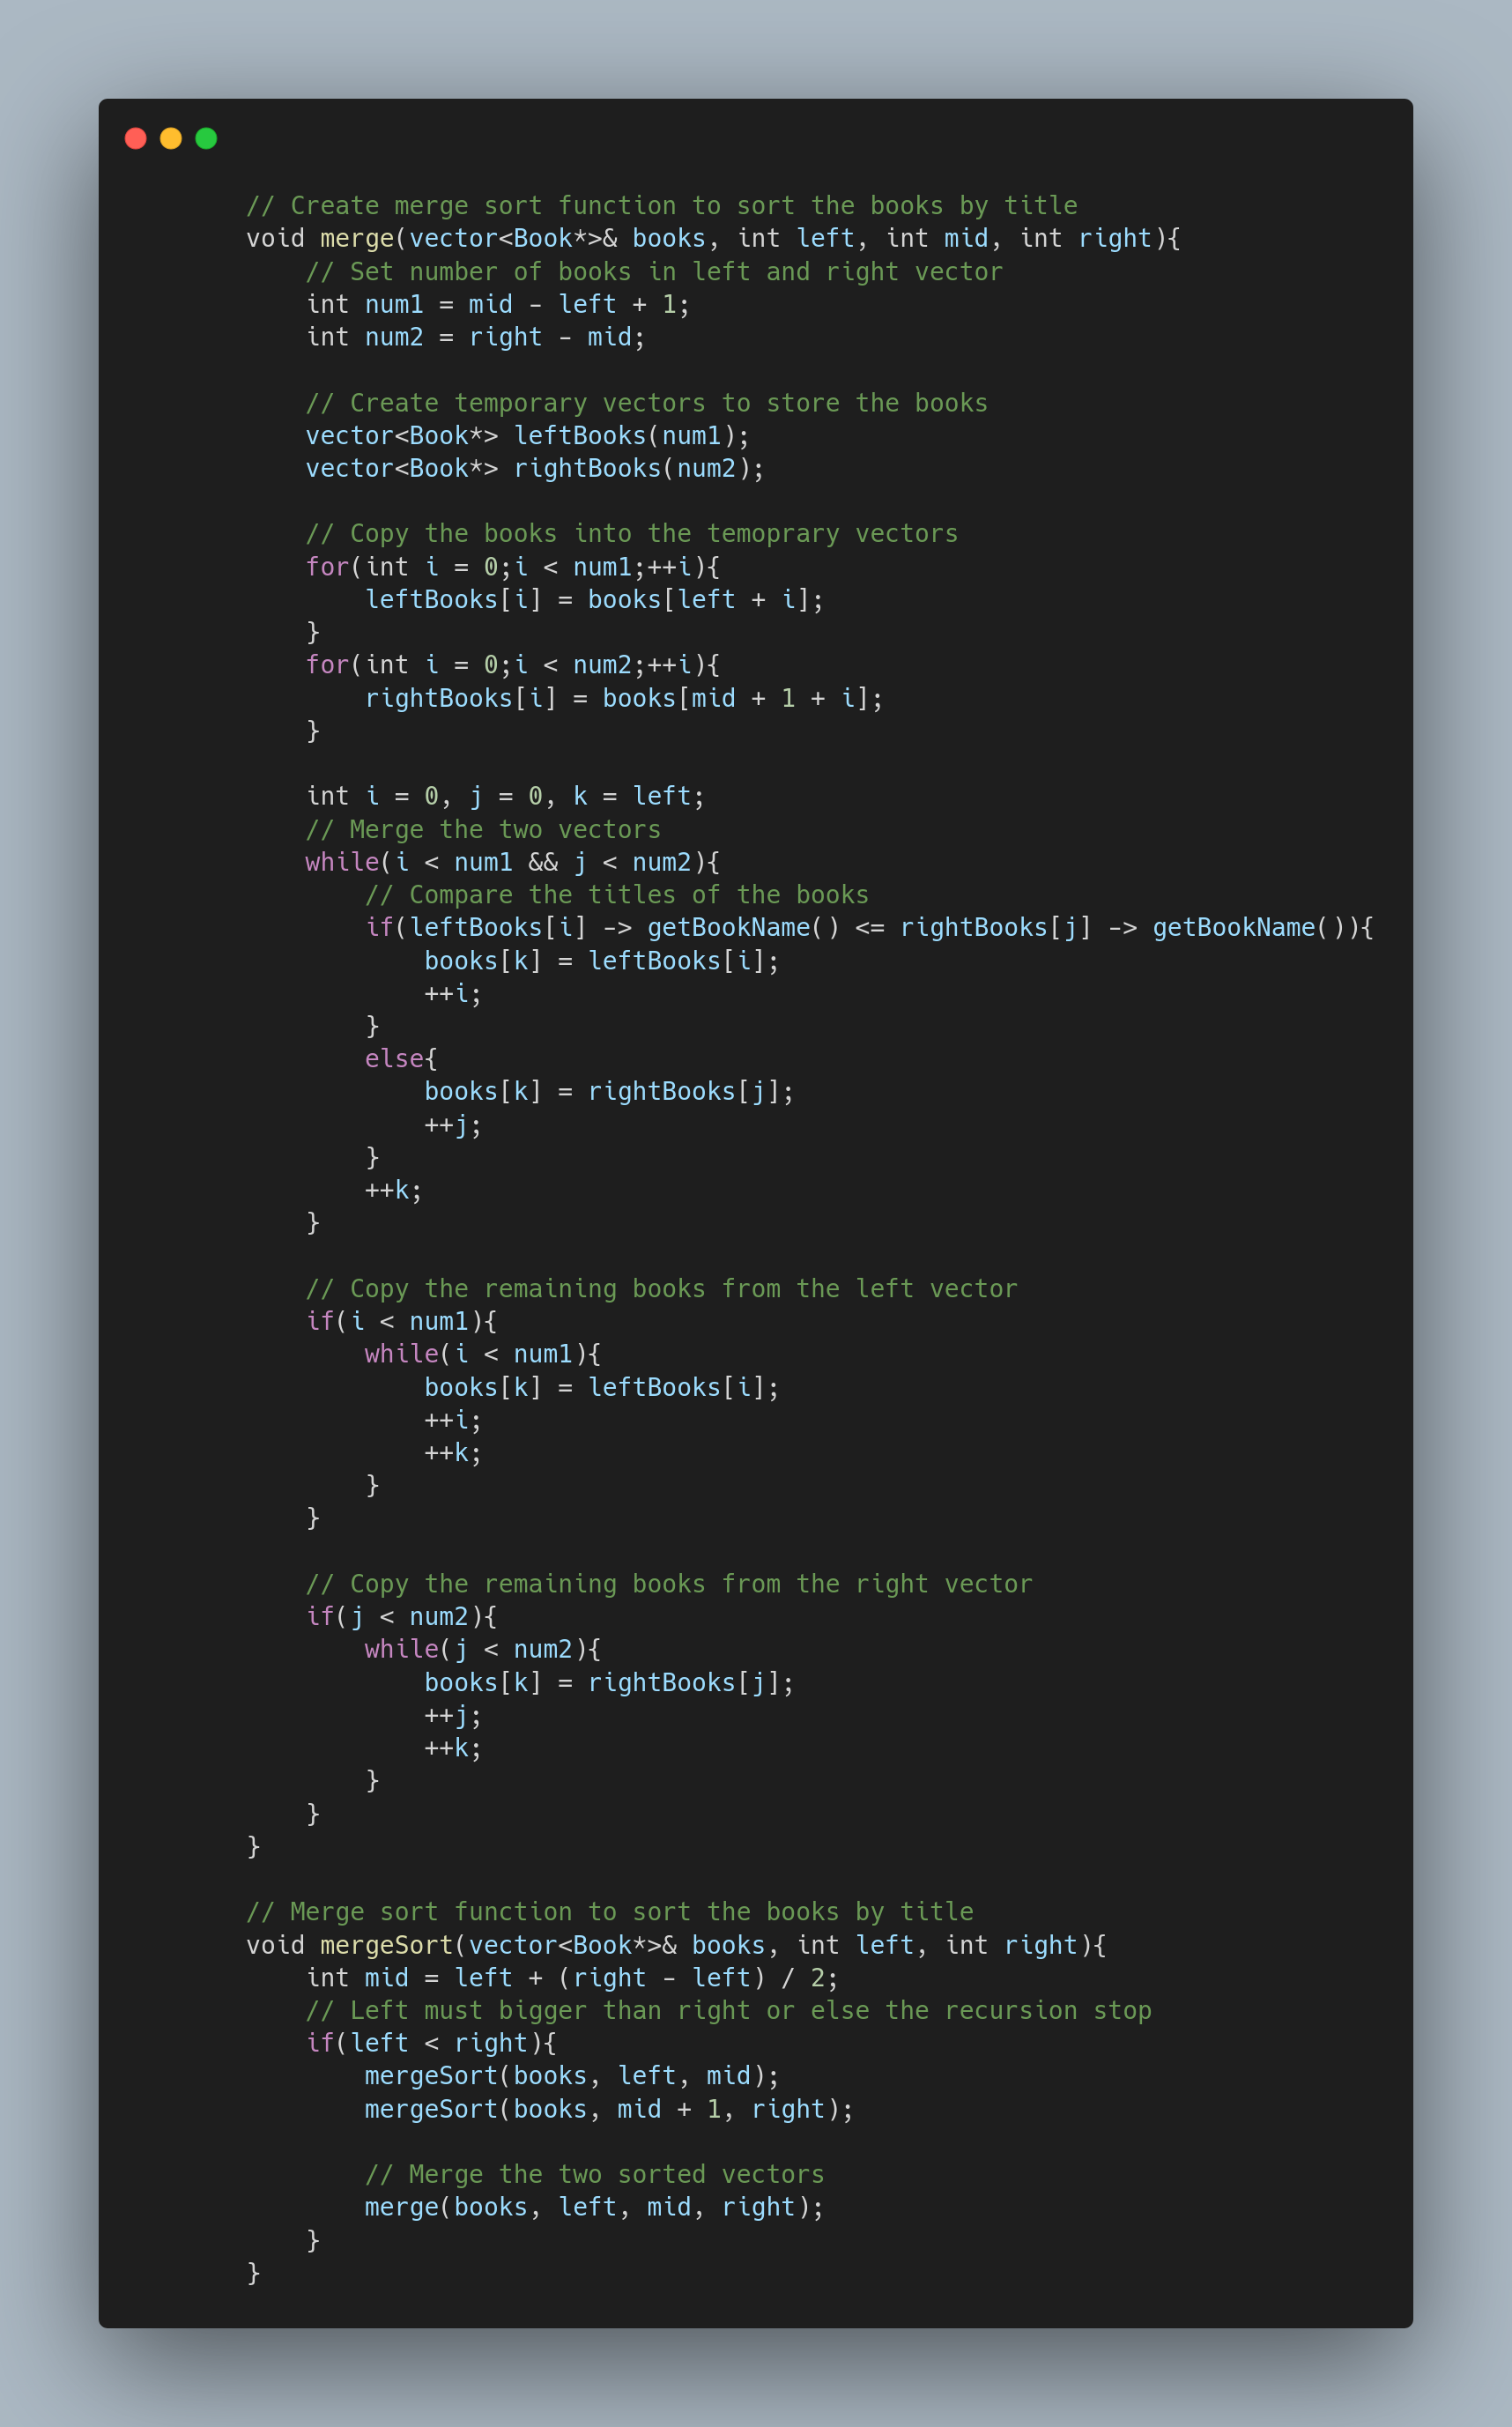 // Create merge sort function to sort the books by title
void merge(vector<Book*>& books, int left, int mid, int right){
    // Set number of books in left and right vector
    int num1 = mid - left + 1;
    int num2 = right - mid;

    // Create temporary vectors to store the books
    vector<Book*> leftBooks(num1);
    vector<Book*> rightBooks(num2);

    // Copy the books into the temoprary vectors
    for(int i = 0;i < num1;++i){
        leftBooks[i] = books[left + i];
    }
    for(int i = 0;i < num2;++i){
        rightBooks[i] = books[mid + 1 + i];
    }

    int i = 0, j = 0, k = left;
    // Merge the two vectors
    while(i < num1 && j < num2){
        // Compare the titles of the books
        if(leftBooks[i] -> getBookName() <= rightBooks[j] -> getBookName()){
            books[k] = leftBooks[i];
            ++i;
        }
        else{
            books[k] = rightBooks[j];
            ++j;
        }
        ++k;
    }

    // Copy the remaining books from the left vector
    if(i < num1){
        while(i < num1){
            books[k] = leftBooks[i];
            ++i;
            ++k;
        }
    }

    // Copy the remaining books from the right vector
    if(j < num2){
        while(j < num2){
            books[k] = rightBooks[j];
            ++j;
            ++k;
        }
    }
}

// Merge sort function to sort the books by title
void mergeSort(vector<Book*>& books, int left, int right){
    int mid = left + (right - left) / 2;
    // Left must bigger than right or else the recursion stop
    if(left < right){
        mergeSort(books, left, mid);
        mergeSort(books, mid + 1, right);

        // Merge the two sorted vectors
        merge(books, left, mid, right);
    }
}